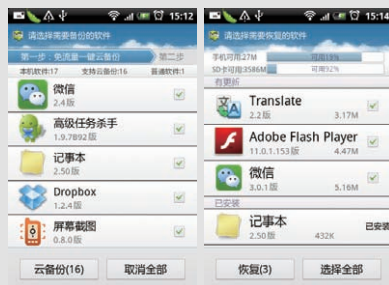 15:12
请选择需要备份的软件
第一步：免流量一键云备份
第二步
本机软件:17
支持云备份:16
普通软件:1
微信
2.4版
高级任务杀手
1.9.7892版
记事本
2.50版
Dropbox
1.2.4版
屏幕截图
0.8.0版
云备份(16)
取消全部
15:14
请选择需要恢复的软件
手机可用:27M
可用18%
SD卡可用:3586M
可用92%
有更新
Translate
2.2版
3.17M
Adobe Flash Player
11.0.1.153版
4.47M
微信
3.0.1版
5.16M
已安装
记事本
2.50版
432K
已安装
恢复(3)
选择全部